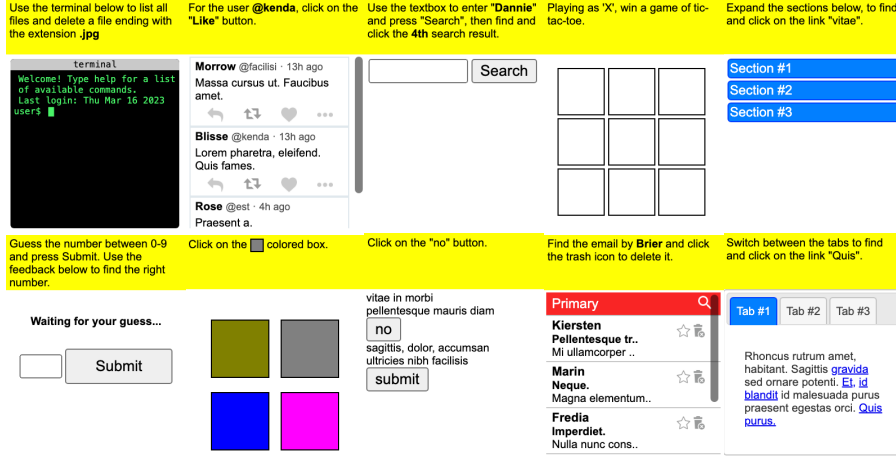 Use the terminal below to list all
files and delete a file ending with
the extension .jpg
terminal
Welcome! Type help for a list
of available commands.
Last login: Thu Mar 16 2023
user$
For the user @kenda, click on the
"Like" button.
Morrow @facilisi · 13h ago
Massa cursus ut. Faucibus
amet.
Blisse @kenda · 13h ago
Lorem pharetra, eleifend.
Quis fames.
Rose @est · 4h ago
Praesent a.
Use the textbox to enter "Dannie"
and press "Search", then find and
click the 4th search result.
Search
Playing as 'X', win a game of tic-
tac-toe.
Expand the sections below, to find
and click on the link "vitae".
Section #1
Section #2
Section #3
Guess the number between 0-9
and press Submit. Use the
feedback below to find the right
number.
Waiting for your guess...
Submit
Click on the colored box.
Click on the "no" button.
vitae in morbi
pellentesque mauris diam
no
sagittis, dolor, accumsan
ultricies nibh facilisis
submit
Find the email by Brier and click
the trash icon to delete it.
Primary
Kiersten
Pellentesque tr..
Mi ullamcorper ..
Marin
Neque.
Magna elementum..
Fredia
Imperdiet.
Nulla nunc cons..
Switch between the tabs to find
and click on the link "Quis".
Tab #1 Tab #2 Tab #3
Rhoncus rutrum amet,
habitant. Sagittis gravida
sed ornare potenti. Et, id
blandit id malesuada purus
praesent egestas orci. Quis
purus.